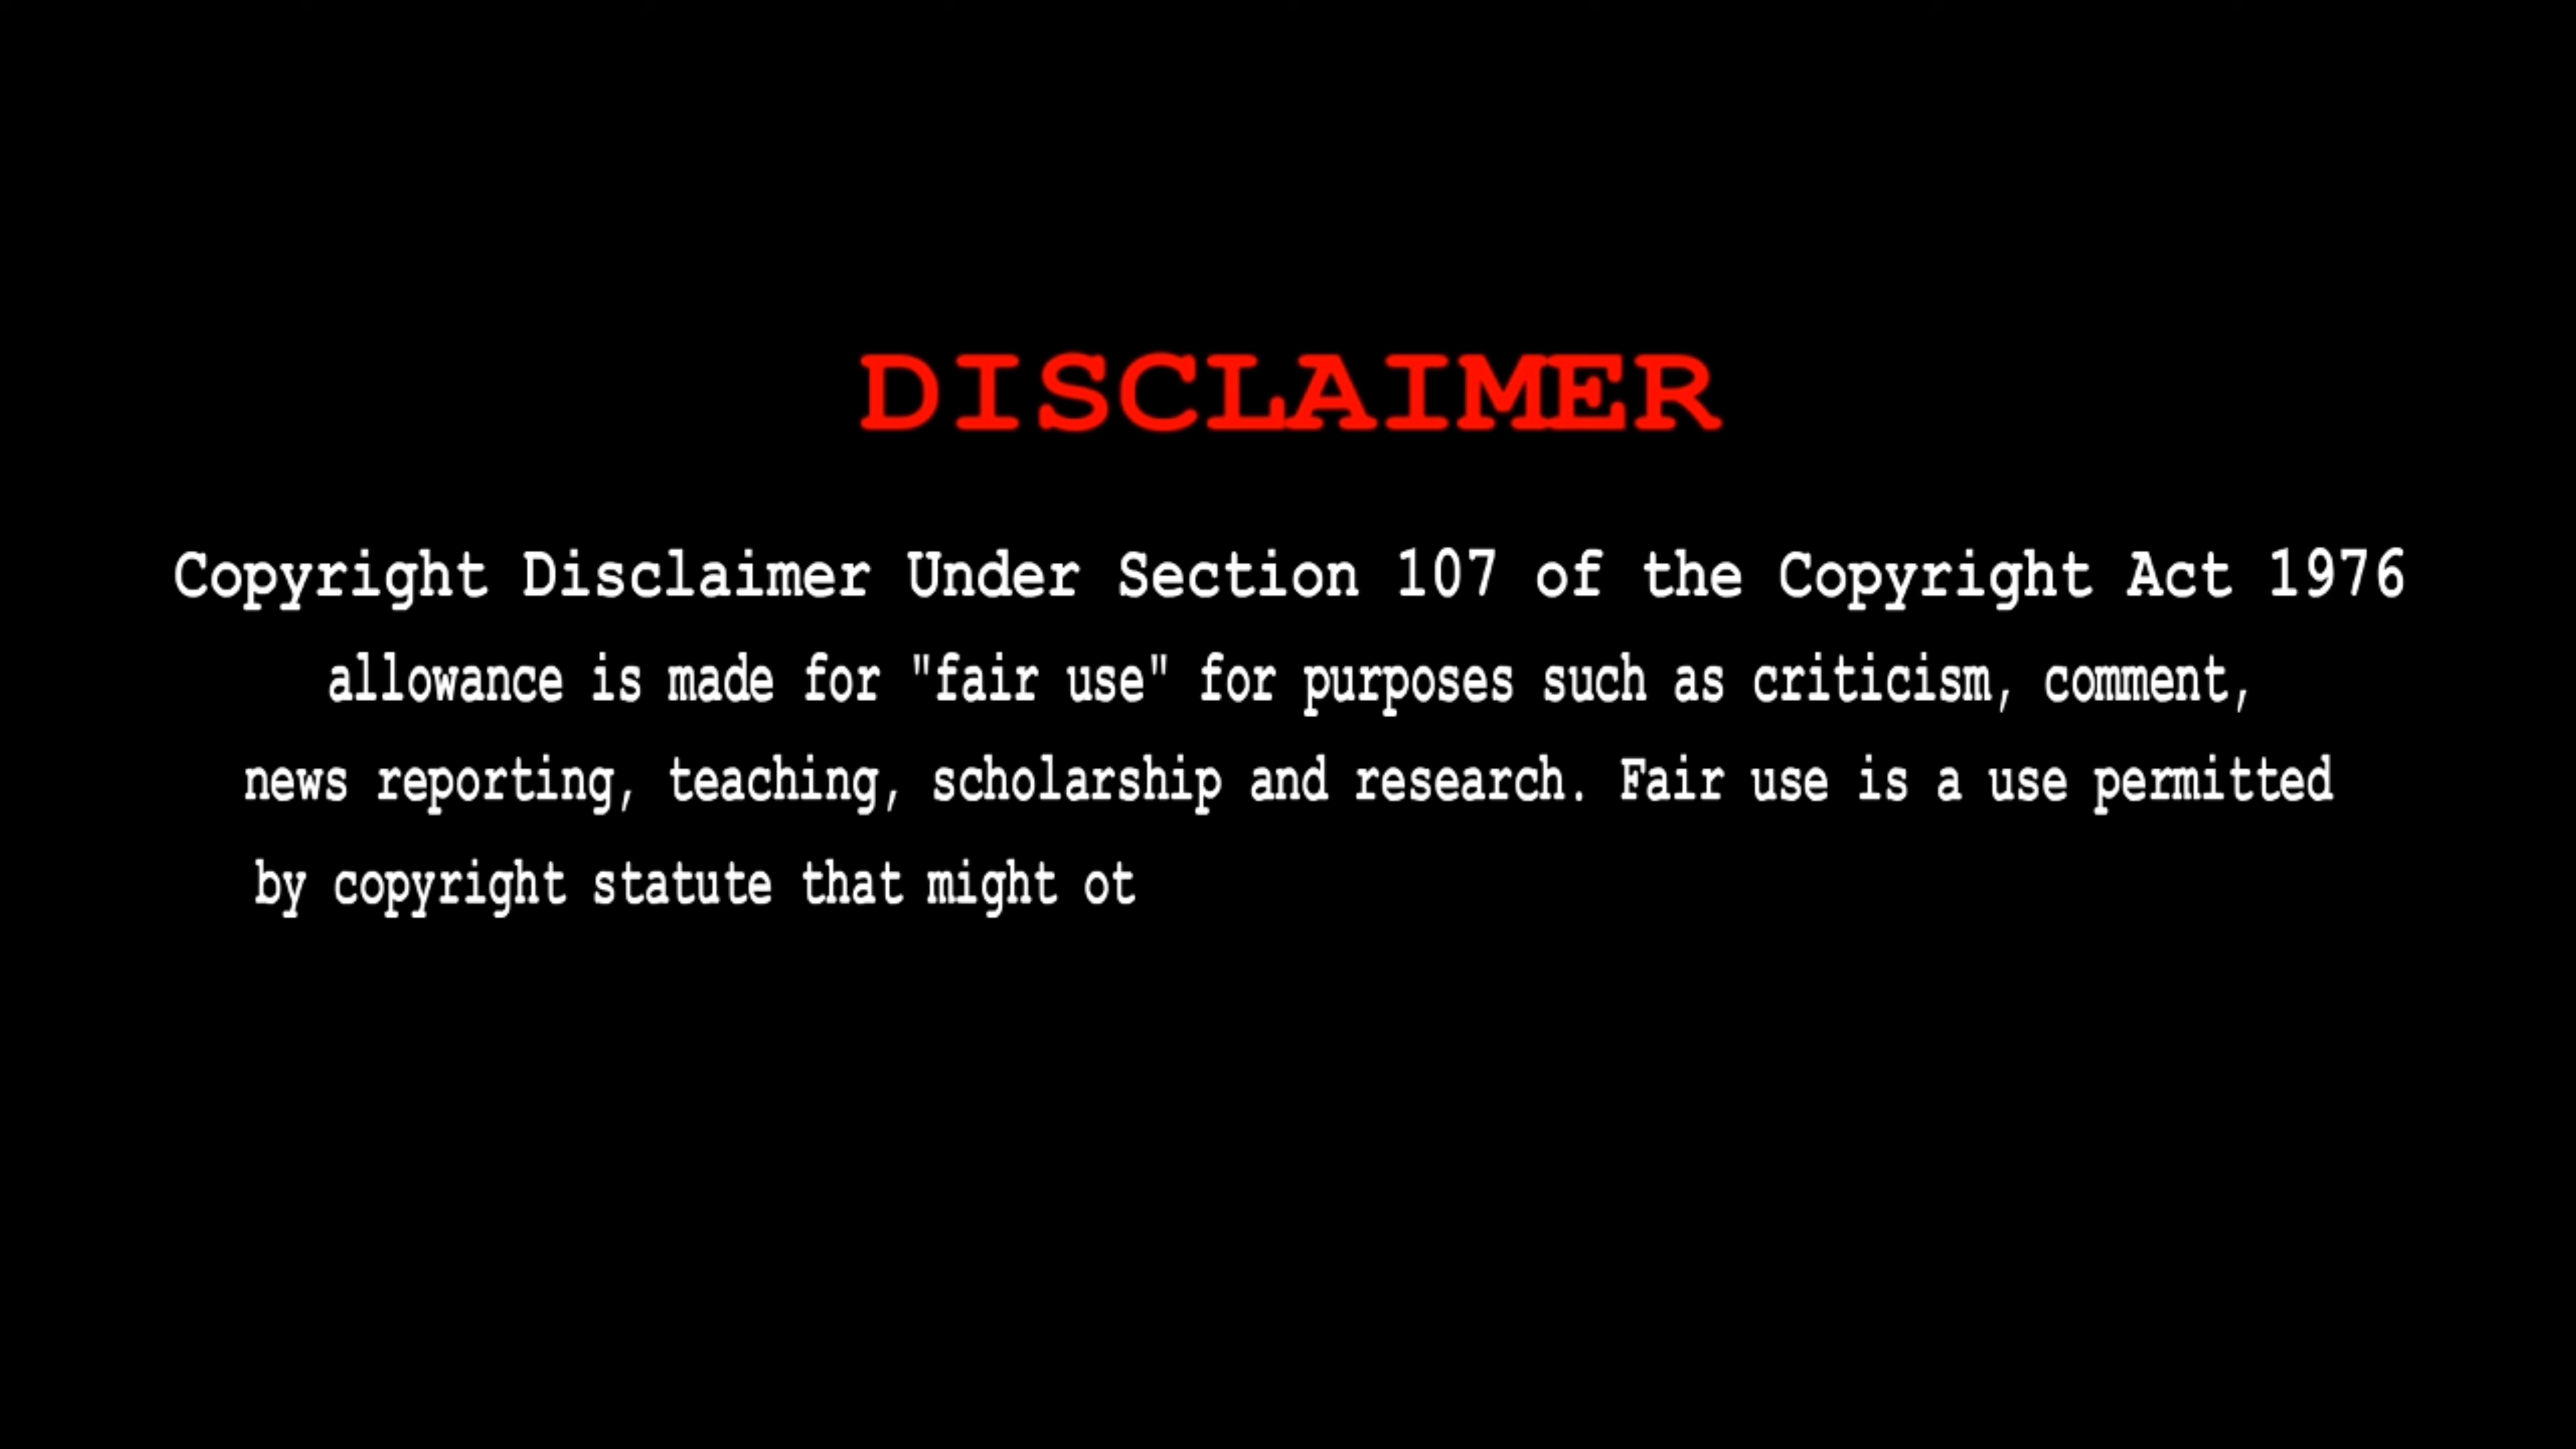 DISCLAIMER
Copyright Disclaimer Under Section 107 of the Copyright Act 1976
allowance is made for "fair use" for purposes such as criticism, comment,
news reporting, teaching, scholarship and research. Fair use is a use permitted
by copyright statute that might ot